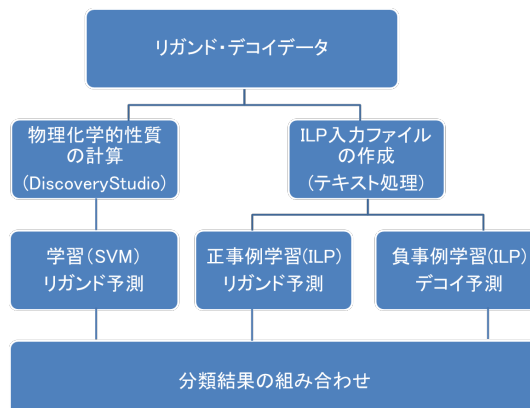 リガンド・デコイデータ
物理化学的性質
の計算
(DiscoveryStudio)
ILP入力ファイル
の作成
(テキスト処理)
学習(SVM)
リガンド予測
正事例学習(ILP)
リガンド予測
負事例学習(ILP)
デコイ予測
分類結果の組み合わせ